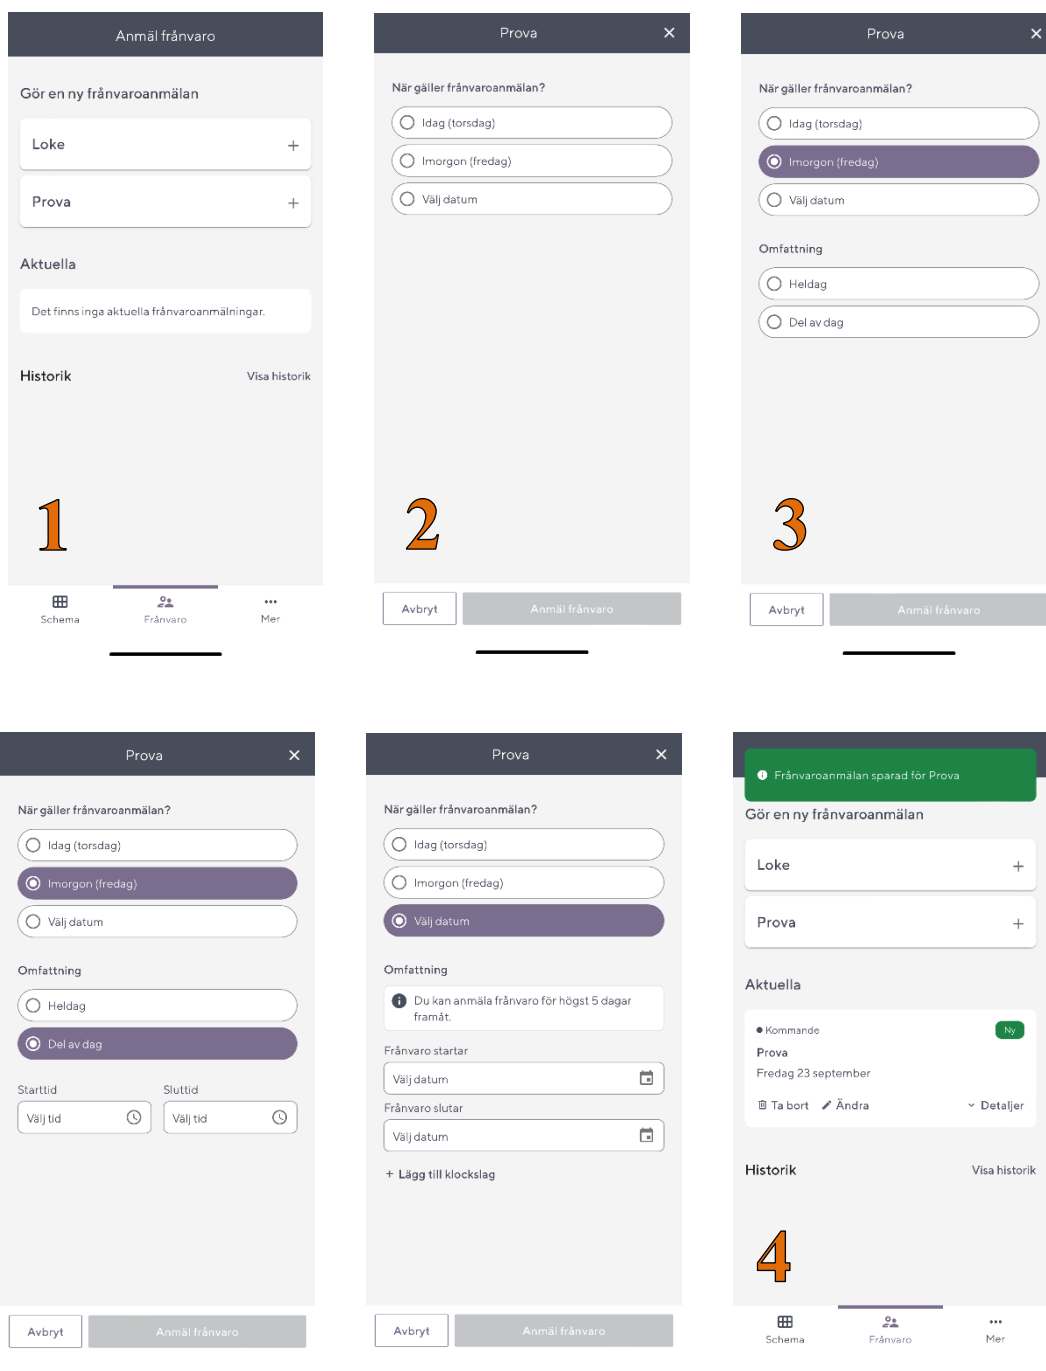 Anmäl frånvaro
Gör en ny frånvaroanmälan
Loke
Prova
Aktuella
Det finns inga aktuella frånvaroanmälningar.
Historik Visa historik
1
Schema Frånvaro Mer
Prova
När gäller frånvaroanmälan?
Idag (torsdag)
Imorgon (fredag)
Välj datum
2
Avbryt Anmäl frånvaro
Prova
När gäller frånvaroanmälan?
Idag (torsdag)
Imorgon (fredag)
Välj datum
Omfattning
Heldag
Del av dag
3
Avbryt Anmäl frånvaro
Prova
När gäller frånvaroanmälan?
Idag (torsdag)
Imorgon (fredag)
Välj datum
Omfattning
Heldag
Del av dag
Starttid Sluttid
Välj tid Välj tid
Avbryt Anmäl frånvaro
Prova
När gäller frånvaroanmälan?
Idag (torsdag)
Imorgon (fredag)
Välj datum
Omfattning
Du kan anmäla frånvaro för högst 5 dagar
framåt.
Frånvaro startar
Välj datum
Frånvaro slutar
Välj datum
+ Lägg till klockslag
Avbryt Anmäl frånvaro
Frånvaroanmälan sparad för Prova
Gör en ny frånvaroanmälan
Loke
Prova
Aktuella
Kommande Ny
Prova
Fredag 23 september
Ta bort Ändra Detaljer
Historik Visa historik
4
Schema Frånvaro Mer